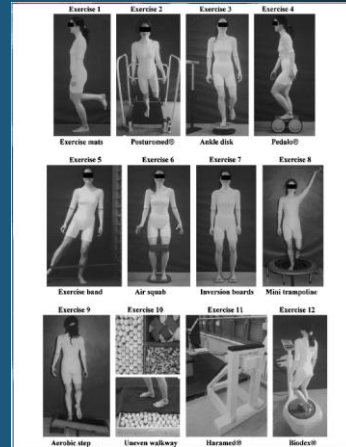 Exercise 1 Exercise 2 Exercise 3 Exercise 4
Exercise mats Posturomed® Ankle disk Pedalo®
Exercise 5 Exercise 6 Exercise 7 Exercise 8
Exercise band Air squab Inversion boards Mini trampoline
Exercise 9 Exercise 10 Exercise 11 Exercise 12
Aerobic step Uneven walkway Haramed® Biodex®